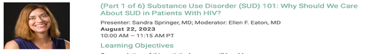 (Part 1 of 6) Substance Use Disorder (SUD) 101: Why Should We Care
About SUD in Patients With HIV?
Presenter: Sandra Springer, MD; Moderator: Ellen F. Eaton, MD
August 22, 2023
10:00 AM – 11:15 AM PT
Learning Objectives